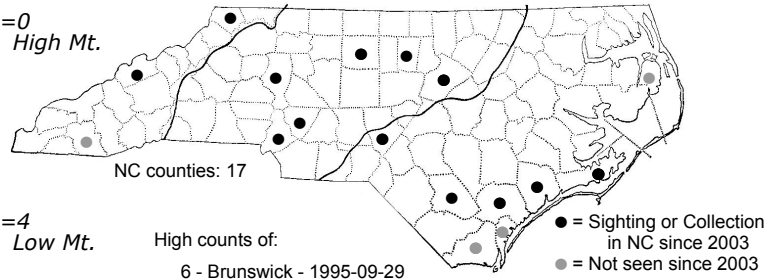 =0
High Mt.
NC counties: 17
=4
Low Mt.
High counts of:
6 - Brunswick - 1995-09-29
= Sighting or Collection
in NC since 2003
= Not seen since 2003